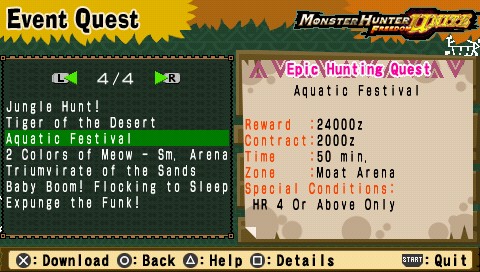 Event Quest
MONSTER HUNTER
FREEDOM UNITE
L 4/4 R
Jungle Hunt!
Tiger of the Desert
Aquatic Festival
2 Colors of Meow - Sm. Arena
Triumvirate of the Sands
Baby Boom! Flocking to Sleep
Expunge the Funk!
Epic Hunting Quest
Aquatic Festival
Reward :24000z
Contract:2000z
Time :50 min.
Zone :Moat Arena
Special Conditions:
HR 4 Or Above Only
X:Download O:Back △:Help □:Details START:Quit